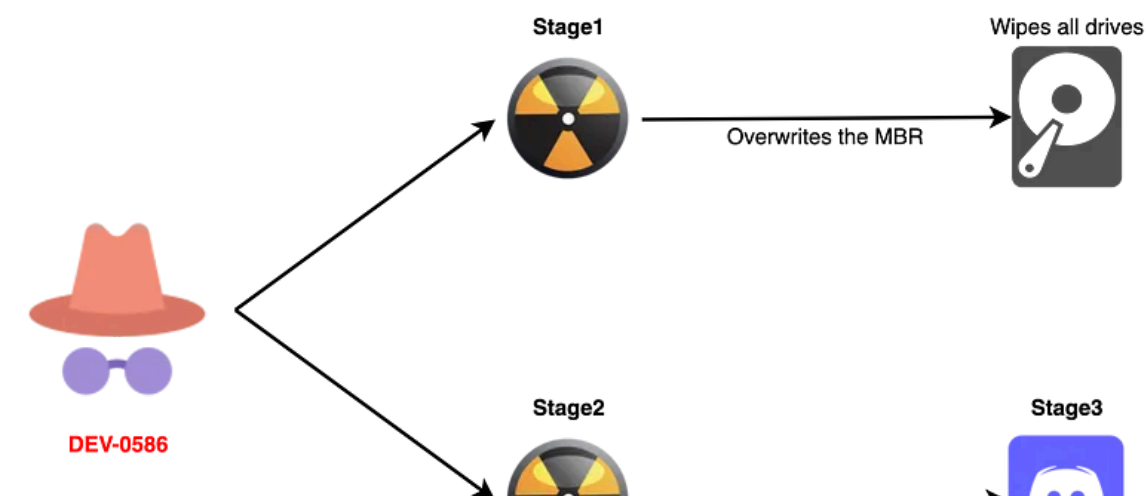 Stage1
Wipes all drives
Overwrites the MBR
DEV-0586
Stage2
Stage3